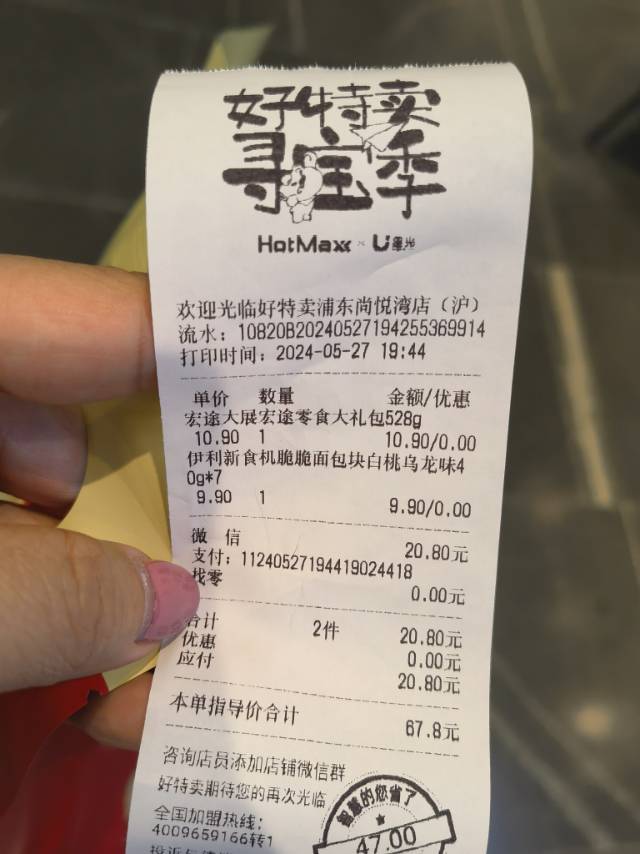 好特卖
寻宝季
HotMaxx × U星光
欢迎光临好特卖浦东尚悦湾店（沪）
流水：10820B20240527194255369914
打印时间：2024-05-27 19:44
单价 数量 金额/优惠
宏途大展宏途零食大礼包528g
10.90 1 10.90/0.00
伊利新食机脆脆面包块白桃乌龙味4
0g*7
9.90 1 9.90/0.00
微 信 20.80元
支付：11240527194419024418
找零 0.00元
合计 2件 20.80元
优惠 0.00元
应付 20.80元
本单指导价合计 67.8元
咨询店员添加店铺微信群
好特卖期待您的再次光临
全国加盟热线：
4009659166转1
智慧的您省了
47.00